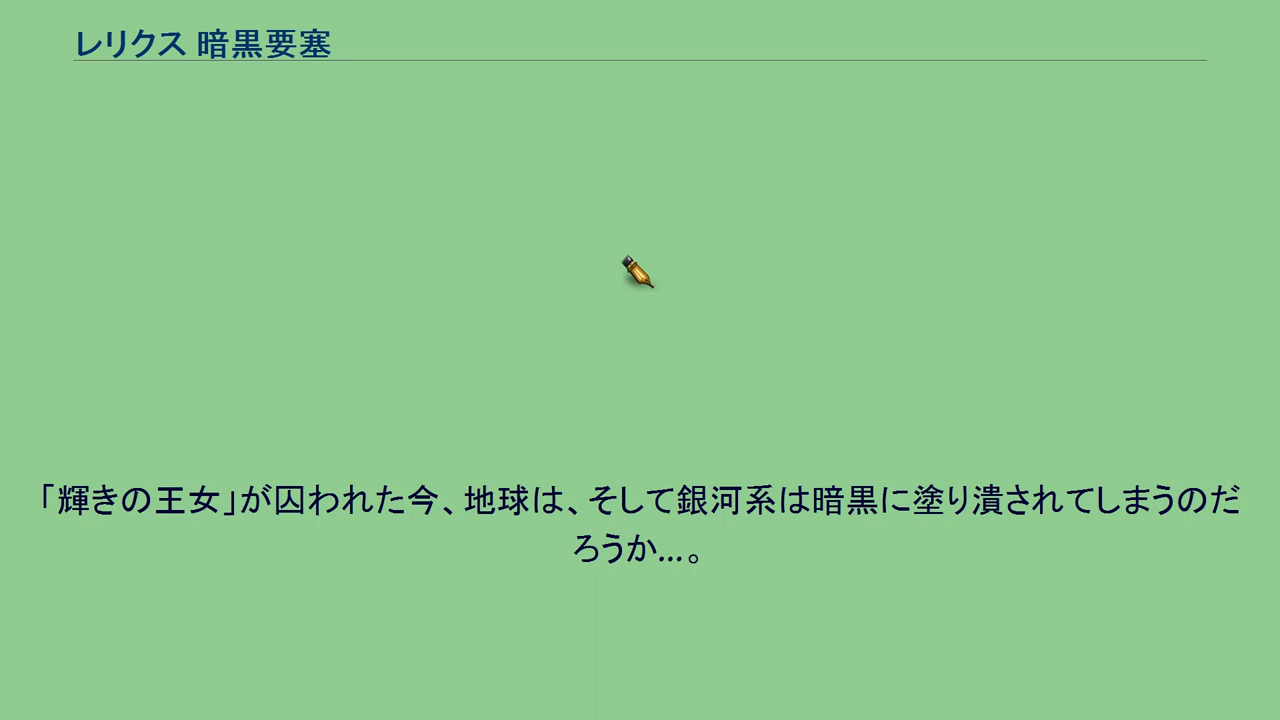 レリクス 暗黒要塞
「輝きの王女」が囚われた今、地球は、そして銀河系は暗黒に塗り潰されてしまうのだ
ろうか...。